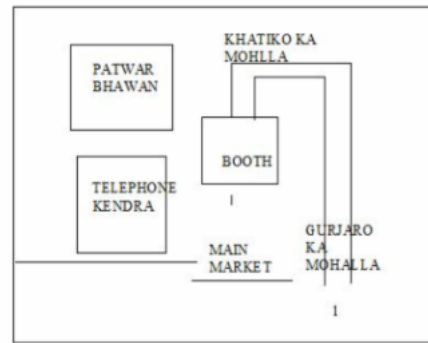 KHATIKO KA
MOHLLA
PATWAR
BHAWAN
BOOTH
TELEPHONE
KENDRA
GURJARO
KA
MOHALLA
MAIN
MARKET
1